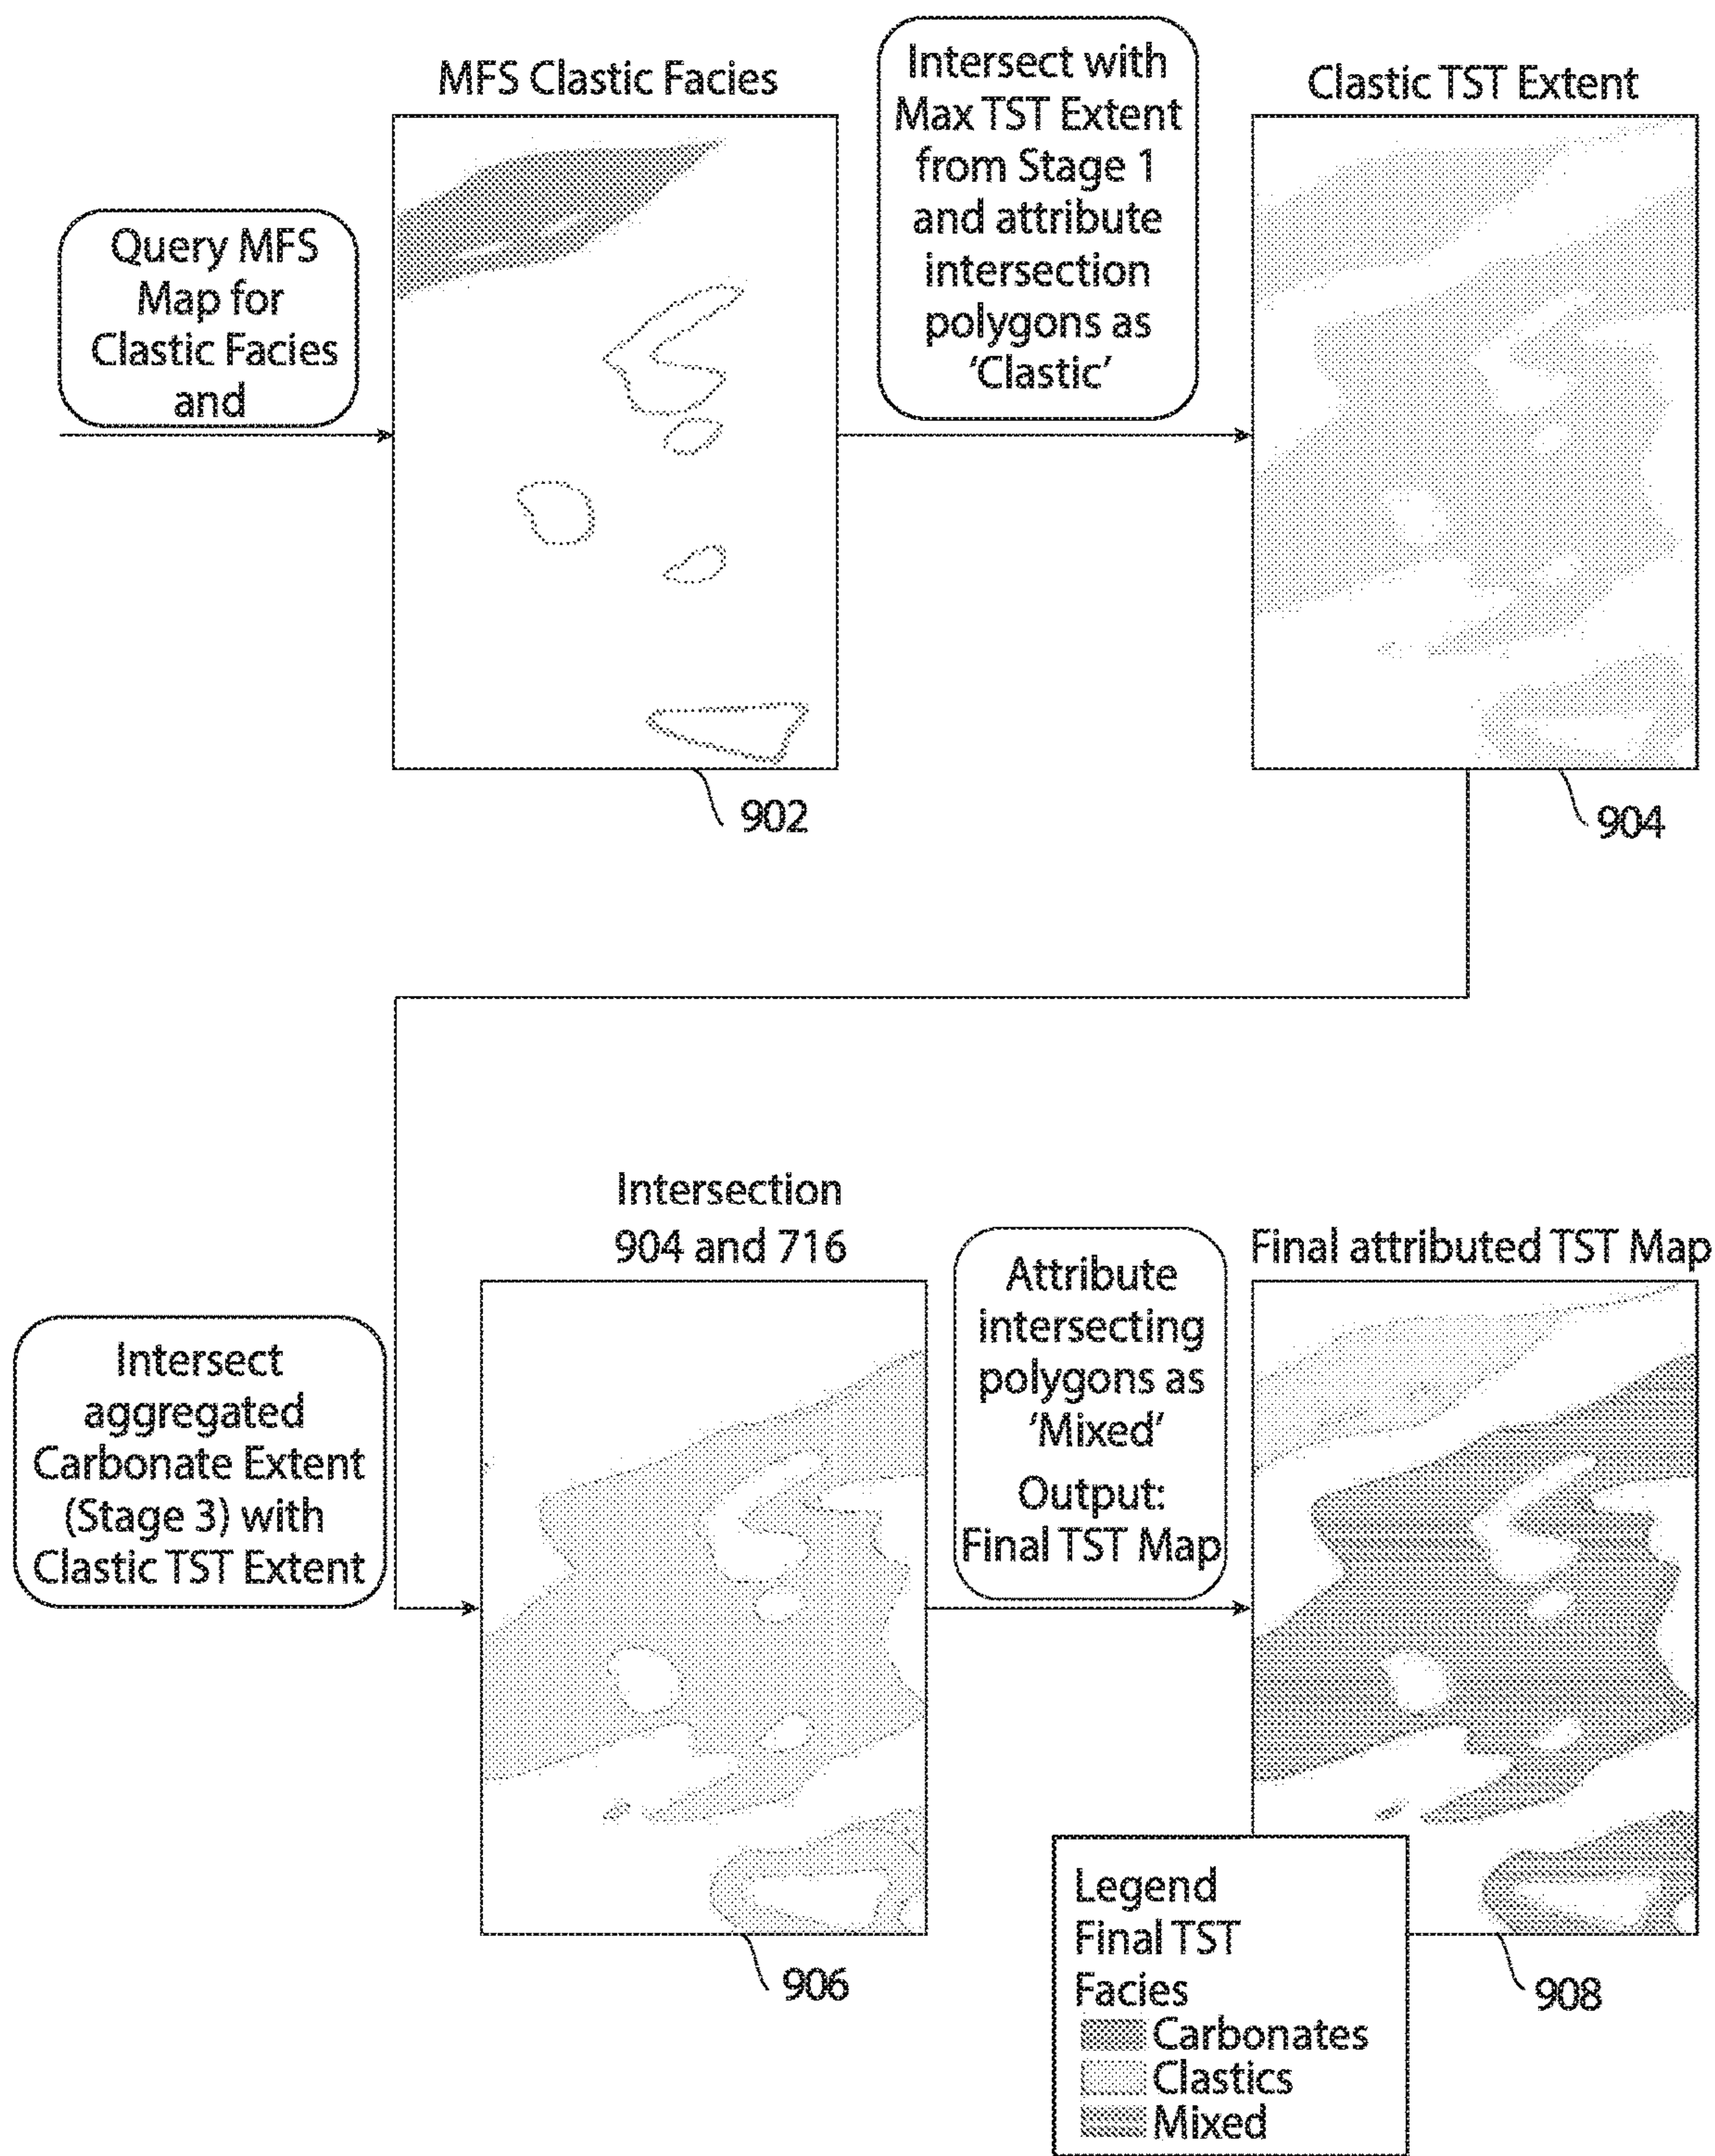 Query MFS
Map for
Clastic Facies
and
MFS Clastic Facies
902
Intersect with
Max TST Extent
from Stage 1
and attribute
intersection
polygons as
‘Clastic’
Clastic TST Extent
904
Intersect
aggregated
Carbonate Extent
(Stage 3) with
Clastic TST Extent
Intersection
904 and 716
906
Attribute
intersecting
polygons as
‘Mixed’
Output:
Final TST Map
Final attributed TST Map
908
Legend
Final TST
Facies
Carbonates
Clastics
Mixed